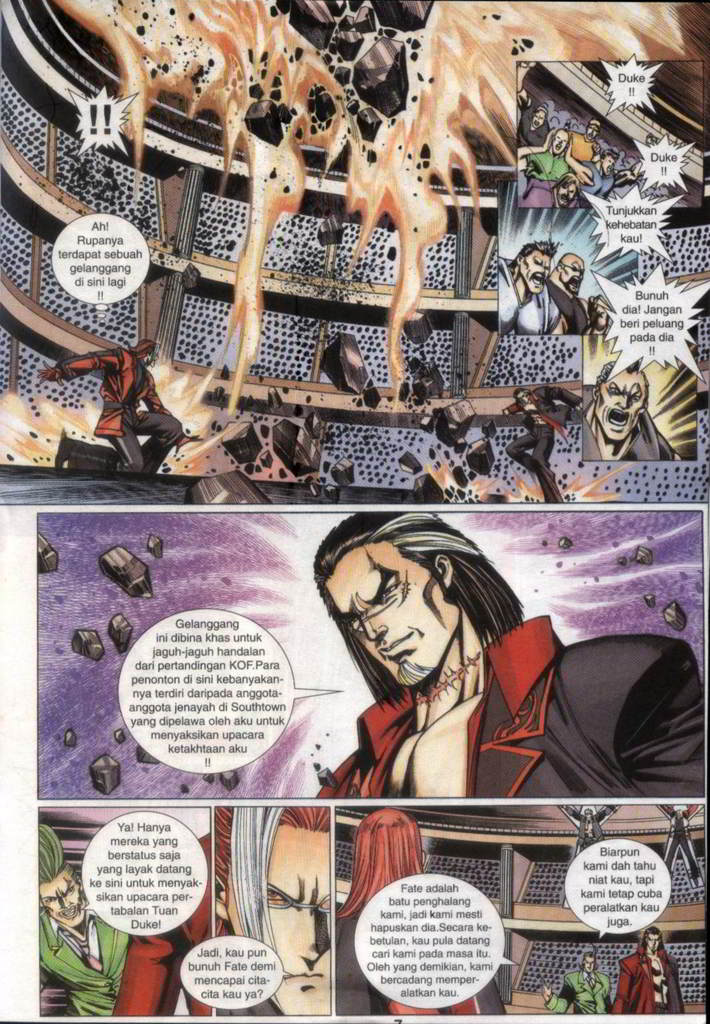 !!
Ah!
Rupanya
terdapat sebuah
gelanggang
di sini lagi
!!
Duke
!!
Duke
!!
Tunjukkan
kehebatan
kau!
Bunuh
dia! Jangan
beri peluang
pada dia
!!
Gelanggang
ini dibina khas untuk
jaguh-jaguh handalan
dari pertandingan KOF.Para
penonton di sini kebanyakan-
nya terdiri daripada anggota-
anggota jenayah di Southtown
yang dipelawa oleh aku untuk
menyaksikan upacara
ketakhtaan aku
!!
Ya! Hanya
mereka yang
berstatus saja
yang layak datang
ke sini untuk menyak-
sikan upacara per-
tabalan Tuan
Duke!
Jadi, kau pun
bunuh Fate demi
mencapai cita-
cita kau ya?
Fate adalah
batu penghalang
kami, jadi kami mesti
hapuskan dia.Secara ke-
betulan, kau pula datang
cari kami pada masa itu.
Oleh yang demikian, kami
bercadang memper-
alatkan kau.
Biarpun
kami dah tahu
niat kau, tapi
kami tetap cuba
peralatkan kau
juga.
7